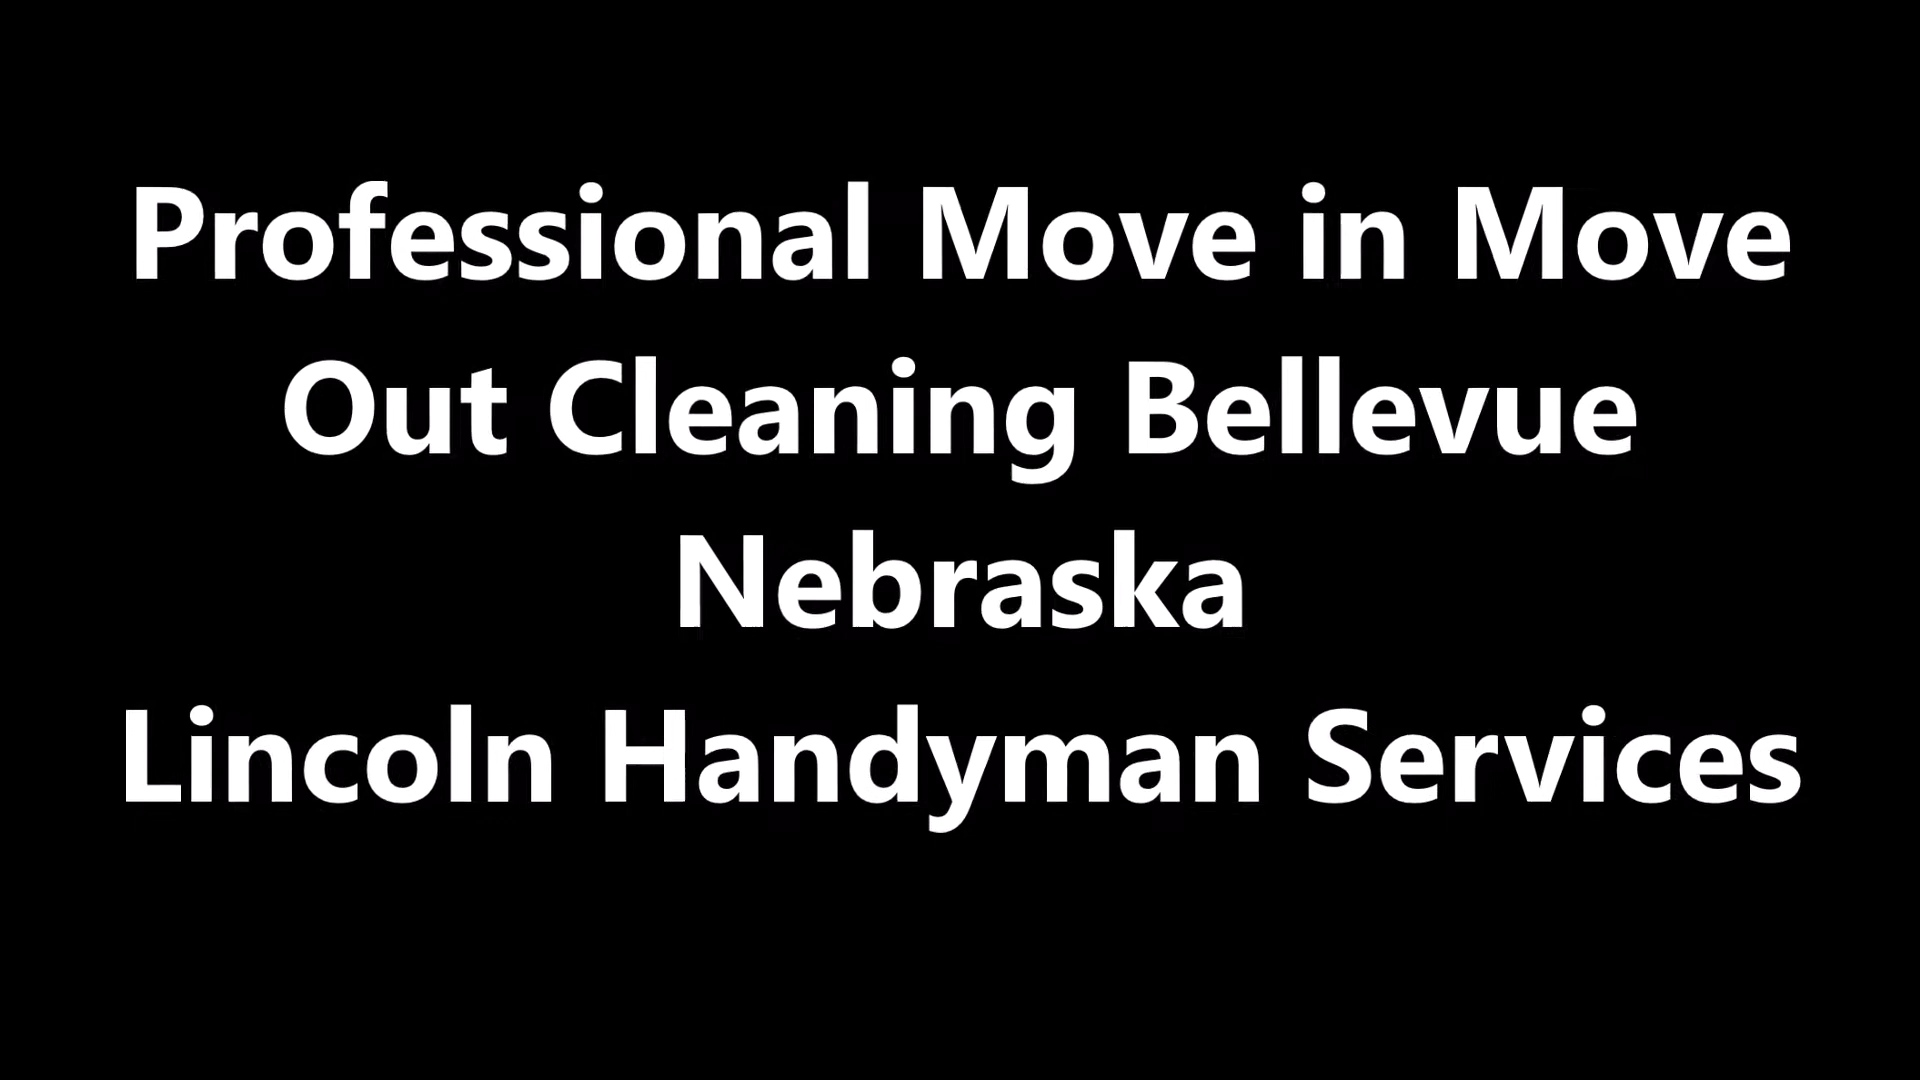 Professional Move in Move
Out Cleaning Bellevue
Nebraska
Lincoln Handyman Services